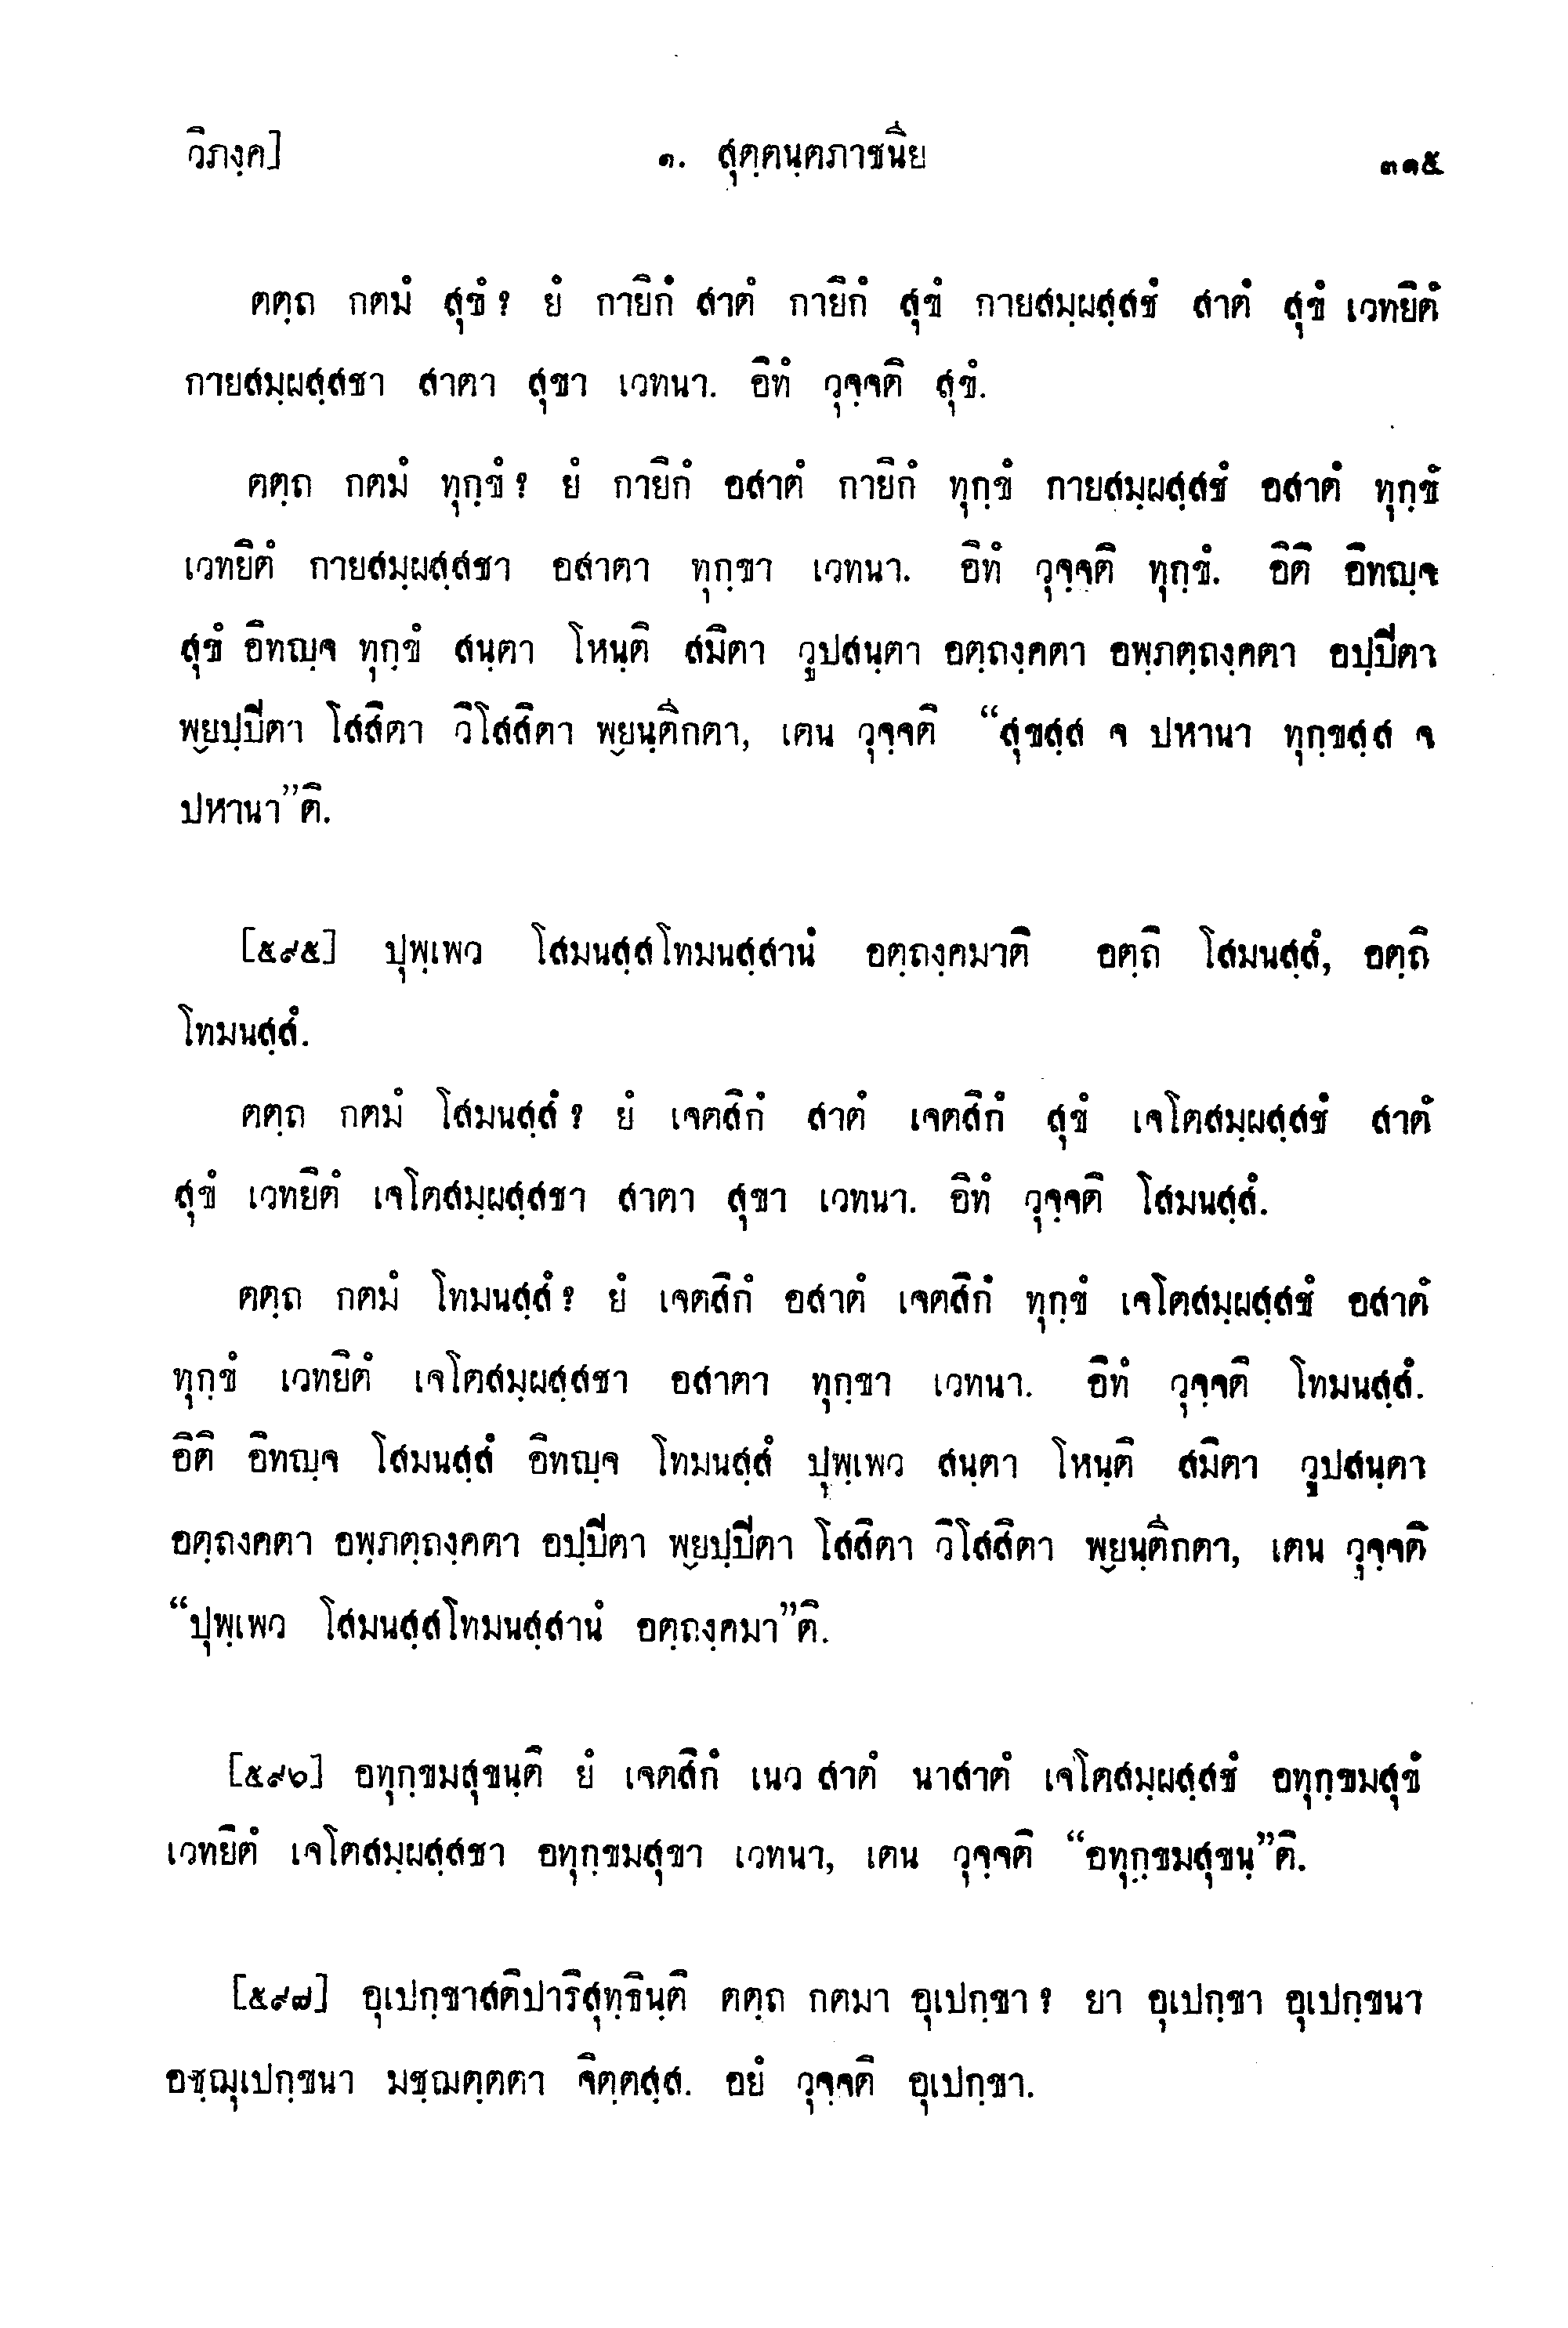 วิภงฺค]
๑. สุตฺตนฺตภาชนีย
๓๑๕
ตตฺถ กตมํ สุขํ? ยํ กายิกํ สาตํ กายิกํ สุขํ กายสมฺผสฺสชํ สาตํ สุขํ เวทยิตํ
กายสมฺผสฺสชา สาตา สุขา เวทนา. อิทํ วุจฺจติ สุขํ.
ตตฺถ กตมํ ทุกฺขํ? ยํ กายิกํ อสาตํ กายิกํ ทุกฺขํ กายสมฺผสฺสชํ อสาตํ ทุกฺขํ
เวทยิตํ กายสมฺผสฺสชา อสาตา ทุกฺขา เวทนา. อิทํ วุจฺจติ ทุกฺขํ. อิติ อิทญฺจ
สุขํ อิทญฺจ ทุกฺขํ สนฺตา โหนฺติ สมิตา วูปสนฺตา อตฺถงฺคตา อพฺภตฺถงฺคตา อปฺปิตา
พฺยปฺปิตา โสสิตา วิโสสิตา พฺยนฺตีกตา, เตน วุจฺจติ “สุขสฺส จ ปหานา ทุกฺขสฺส จ
ปหานา”ติ.
[๕๙๕] ปุพฺเพว โสมนสฺสโทมนสฺสานํ อตฺถงฺคมาติ อตฺถิ โสมนสฺสํ, อตฺถิ
โทมนสฺสํ.
ตตฺถ กตมํ โสมนสฺสํ? ยํ เจตสิกํ สาตํ เจตสิกํ สุขํ เจโตสมฺผสฺสชํ สาตํ
สุขํ เวทยิตํ เจโตสมฺผสฺสชา สาตา สุขา เวทนา. อิทํ วุจฺจติ โสมนสฺสํ.
ตตฺถ กตมํ โทมนสฺสํ? ยํ เจตสิกํ อสาตํ เจตสิกํ ทุกฺขํ เจโตสมฺผสฺสชํ อสาตํ
ทุกฺขํ เวทยิตํ เจโตสมฺผสฺสชา อสาตา ทุกฺขา เวทนา. อิทํ วุจฺจติ โทมนสฺสํ.
อิติ อิทญฺจ โสมนสฺสํ อิทญฺจ โทมนสฺสํ ปุพฺเพว สนฺตา โหนฺติ สมิตา วูปสนฺตา
อตฺถงคตา อพฺภตฺถงฺคตา อปฺปิตา พฺยปฺปิตา โสสิตา วิโสสิตา พฺยนฺตีกตา, เตน วุจฺจติ
“ปุพฺเพว โสมนสฺสโทมนสฺสานํ อตฺถงฺคมา”ติ.
[๕๙๖] อทุกฺขมสุขนฺติ ยํ เจตสิกํ เนว สาตํ นาสาตํ เจโตสมฺผสฺสชํ อทุกฺขมสุขํ
เวทยิตํ เจโตสมฺผสฺสชา อทุกฺขมสุขา เวทนา, เตน วุจฺจติ “อทุกฺขมสุขนฺ”ติ.
[๕๙๗] อุเปกฺขาสติปาริสุทฺธินฺติ ตตฺถ กตมา อุเปกฺขา? ยา อุเปกฺขา อุเปกฺขนา
อชฺฌุเปกฺขนา มชฺฌตฺตตา จิตฺตสฺส. อยํ วุจฺจติ อุเปกฺขา.